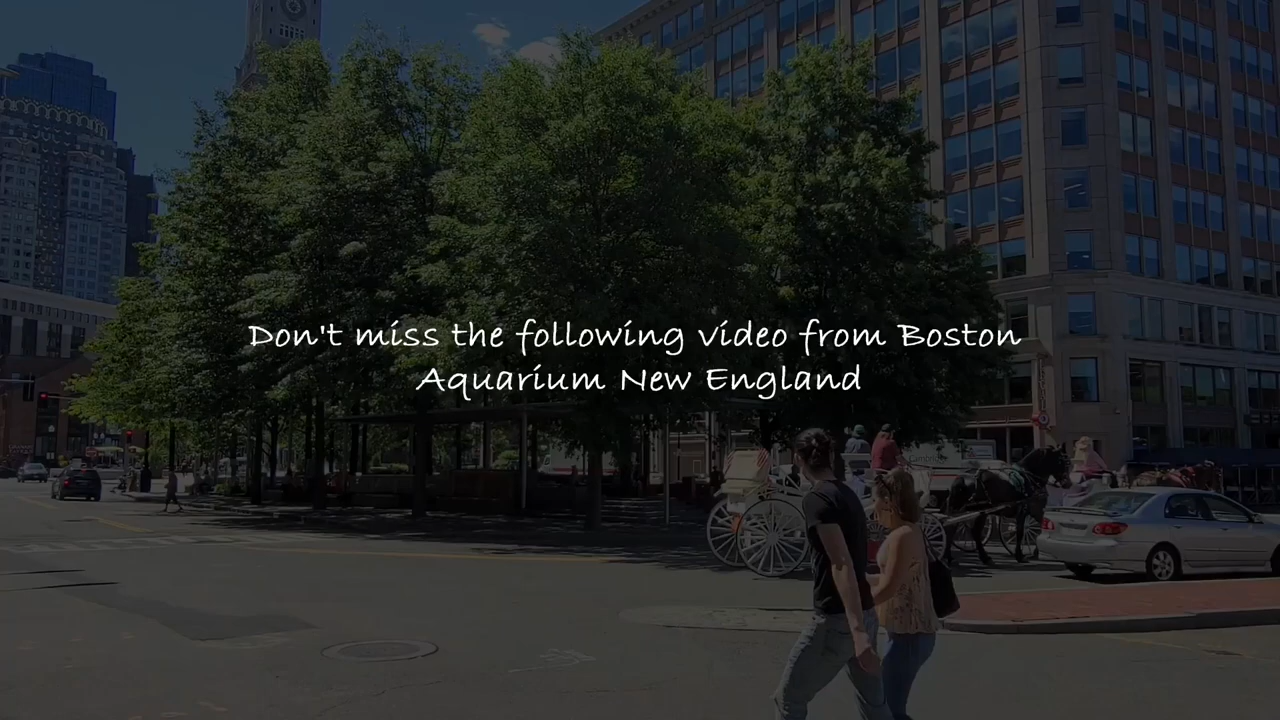 Don't miss the following video from Boston
Aquarium New England